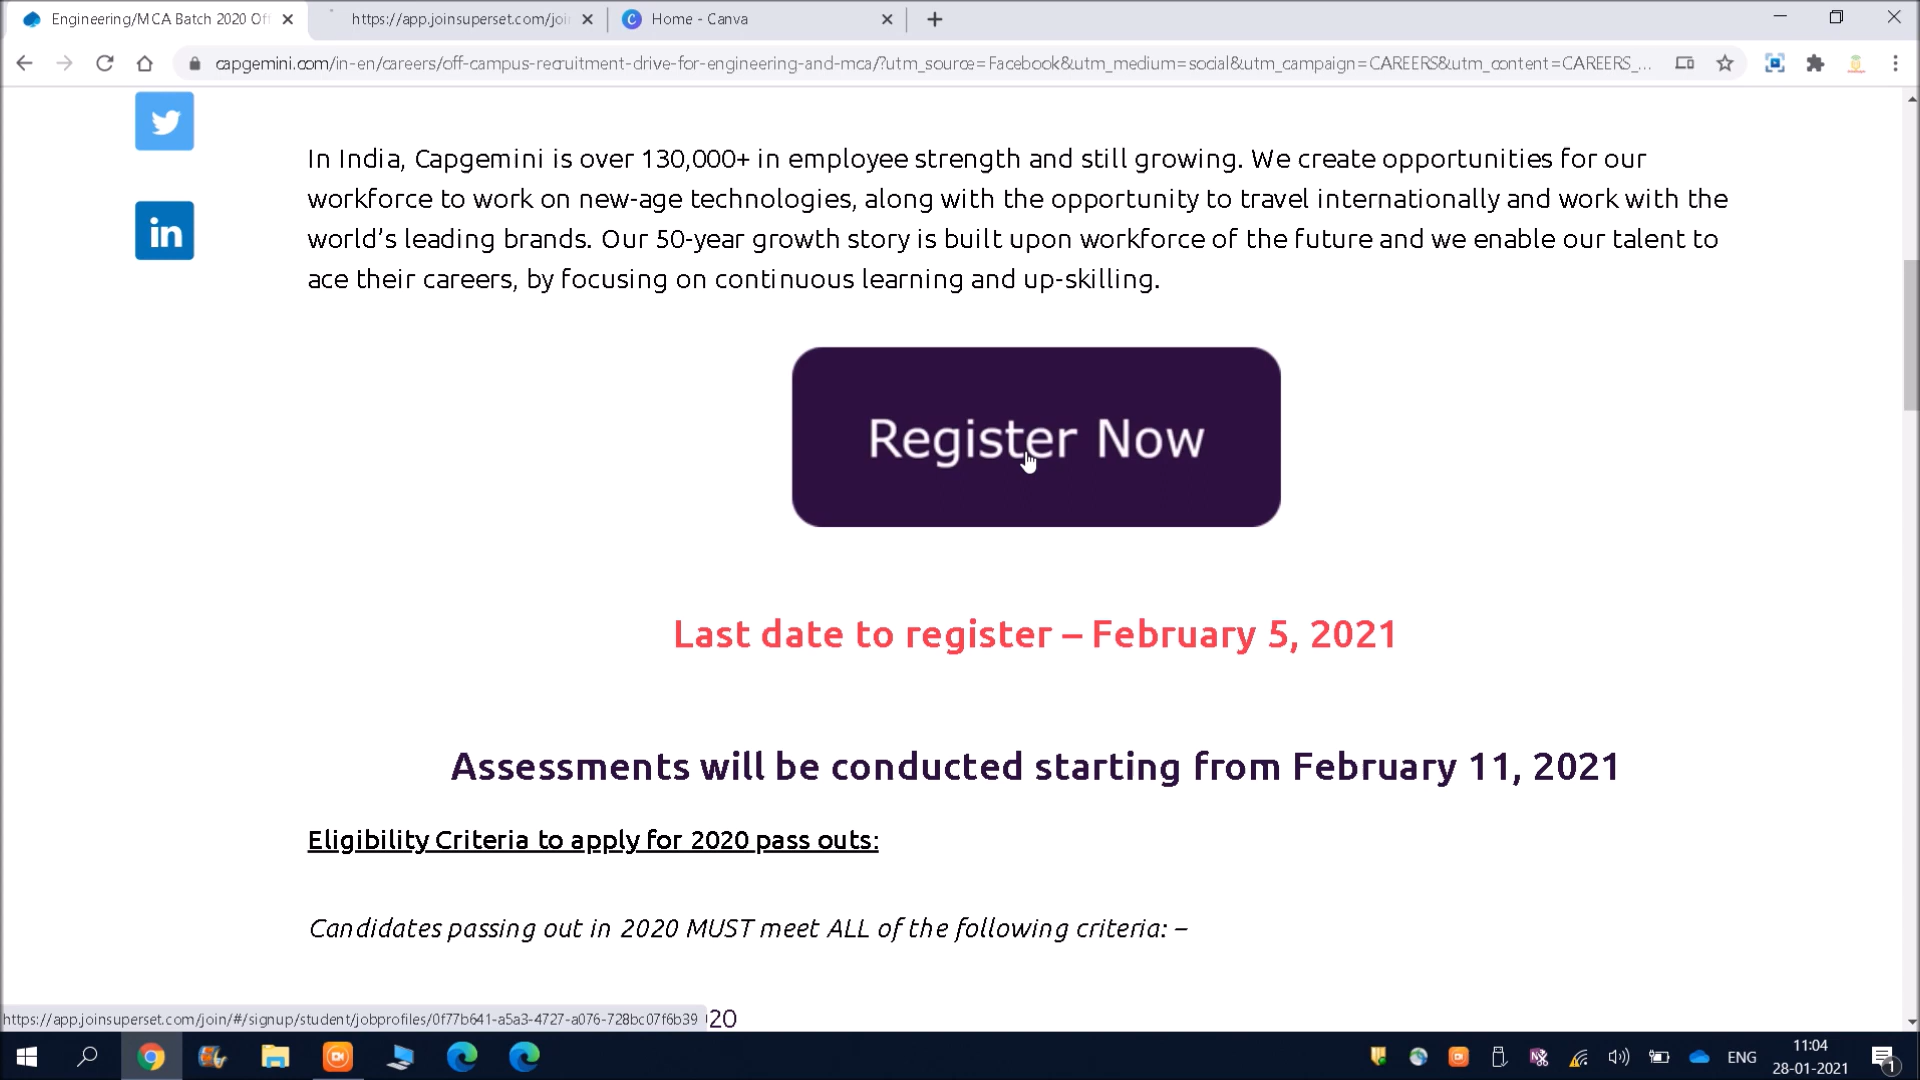 Engineering/MCA Batch 2020 Off
https://app.joinsuperset.com/joi
Home - Canva
capgemini.com/in-en/careers/off-campus-recruitment-drive-for-engineering-and-mca/?utm_source=Facebook&utm_medium=social&utm_campaign=CAREERS&utm_content=CAREERS_...
in
In India, Capgemini is over 130,000+ in employee strength and still growing. We create opportunities for our
workforce to work on new-age technologies, along with the opportunity to travel internationally and work with the
world’s leading brands. Our 50-year growth story is built upon workforce of the future and we enable our talent to
ace their careers, by focusing on continuous learning and up-skilling.
Register Now
Last date to register – February 5, 2021
Assessments will be conducted starting from February 11, 2021
Eligibility Criteria to apply for 2020 pass outs:
Candidates passing out in 2020 MUST meet ALL of the following criteria: –
https://app.joinsuperset.com/join/#/signup/student/jobprofiles/0f77b641-a5a3-4727-a076-728bc07f6b39
20
ENG
11:04
28-01-2021
1